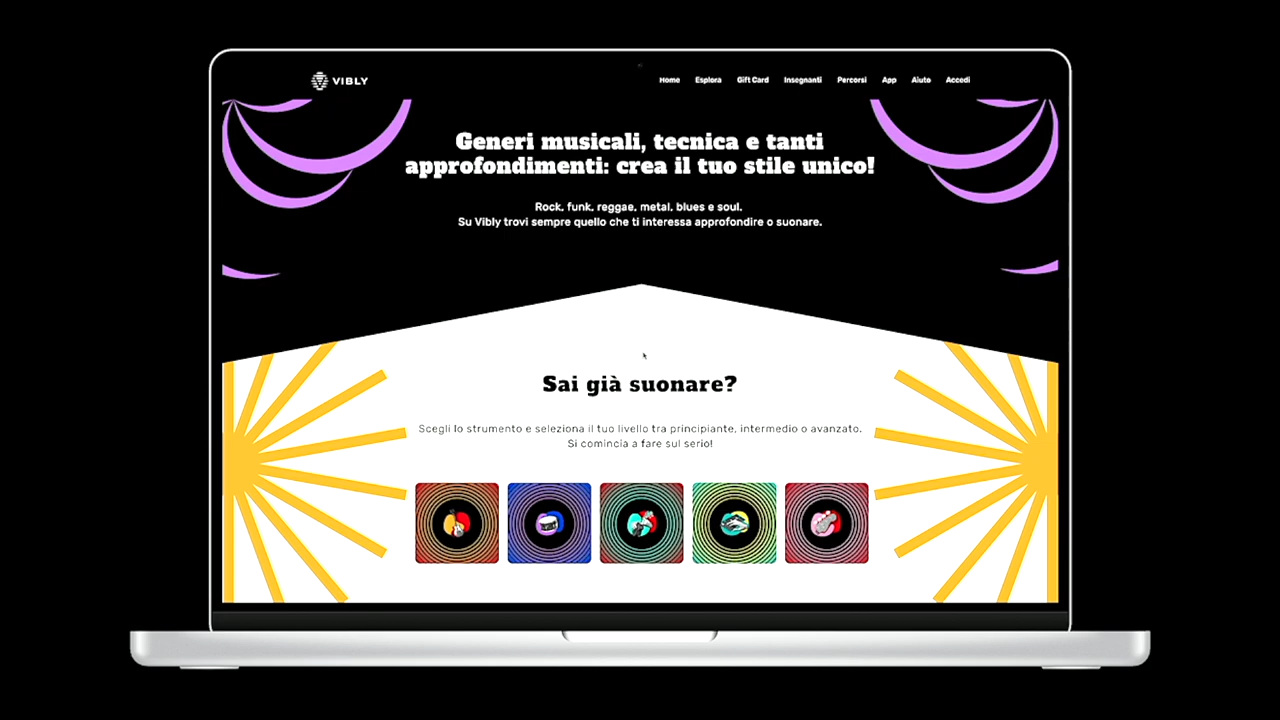 VIBLY
Home Esplora Gift Card Insegnanti Percorsi App Aiuto Accedi
Generi musicali, tecnica e tanti
approfondimenti: crea il tuo stile unico!
Rock, funk, reggae, metal, blues e soul.
Su Vibly trovi sempre quello che ti interessa approfondire o suonare.
Sai già suonare?
Scegli lo strumento e seleziona il tuo livello tra principiante, intermedio o avanzato.
Si comincia a fare sul serio!